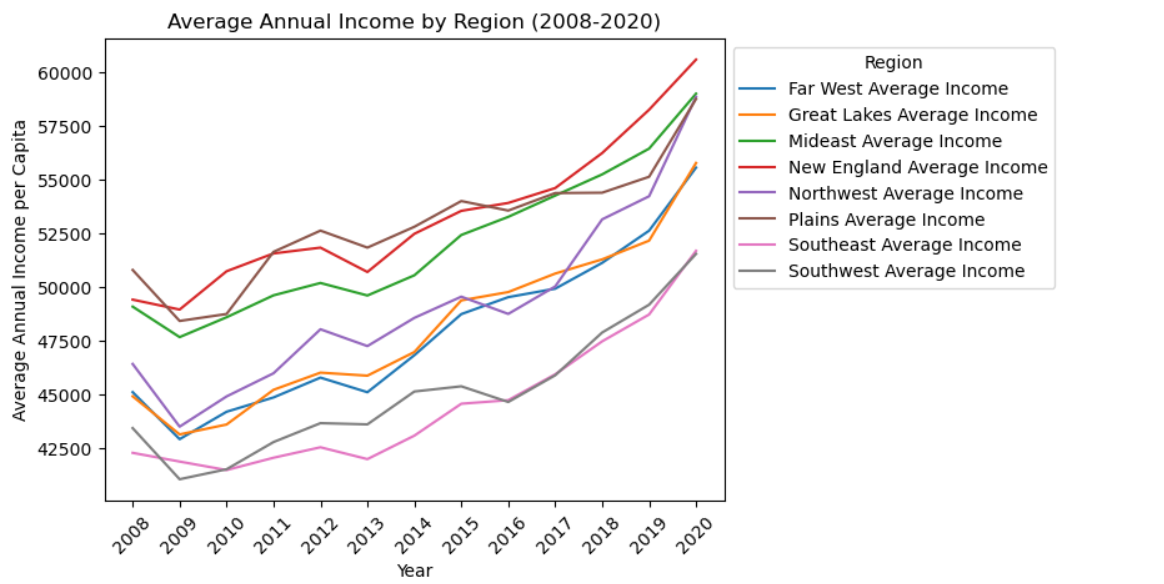 Average Annual Income by Region (2008-2020)
Average Annual Income per Capita
60000
57500
55000
52500
50000
47500
45000
42500
2008
2009
2010
2011
2012
2013
2014
2015
2016
2017
2018
2019
2020
Year
Region
Far West Average Income
Great Lakes Average Income
Mideast Average Income
New England Average Income
Northwest Average Income
Plains Average Income
Southeast Average Income
Southwest Average Income